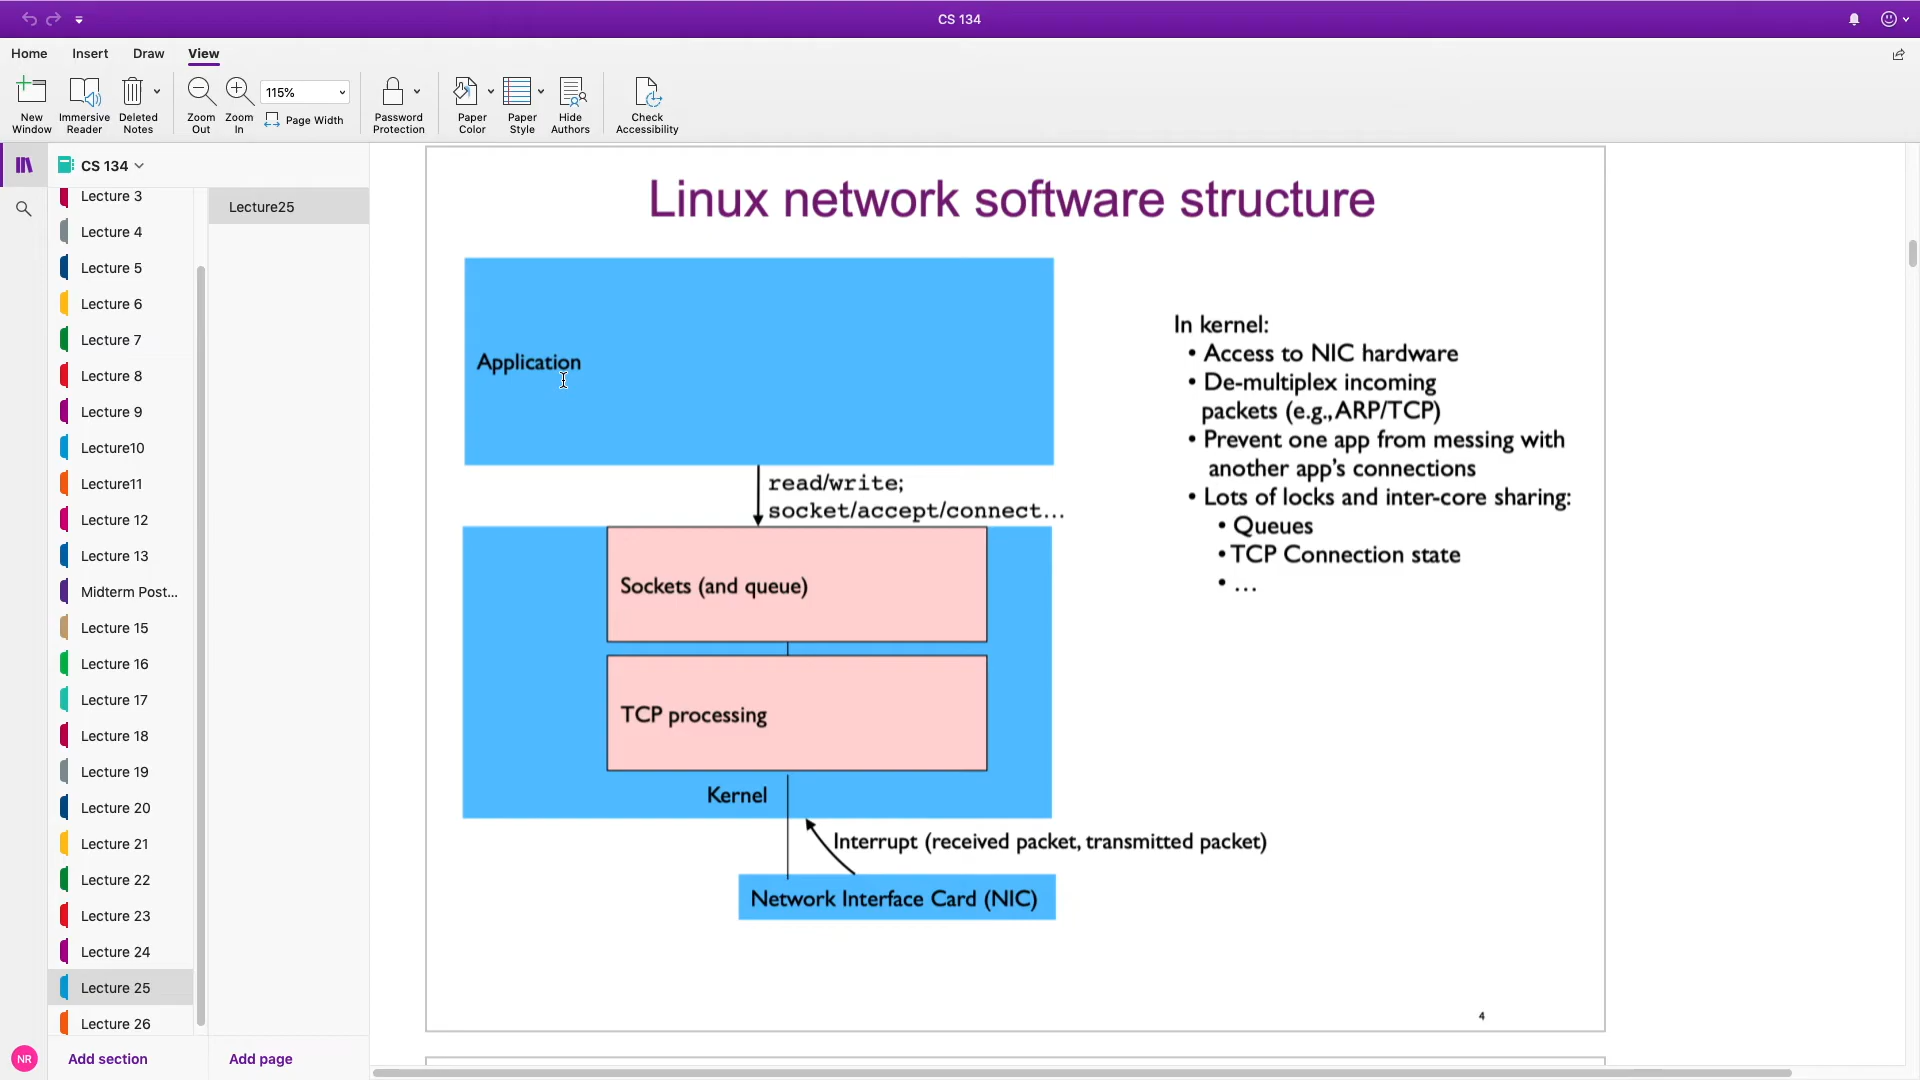 CS 134
Home Insert Draw View
New Window
Immersive Reader
Deleted Notes
Zoom Out
Zoom In
115%
Page Width
Password Protection
Paper Color
Paper Style
Hide Authors
Check Accessibility
CS 134
Lecture 3
Lecture 4
Lecture 5
Lecture 6
Lecture 7
Lecture 8
Lecture 9
Lecture10
Lecture11
Lecture 12
Lecture 13
Midterm Post...
Lecture 15
Lecture 16
Lecture 17
Lecture 18
Lecture 19
Lecture 20
Lecture 21
Lecture 22
Lecture 23
Lecture 24
Lecture 25
Lecture 26
NR
Add section
Lecture25
Add page
Linux network software structure
Application
read/write;
socket/accept/connect…
Sockets (and queue)
TCP processing
Kernel
Interrupt (received packet, transmitted packet)
Network Interface Card (NIC)
In kernel:
• Access to NIC hardware
• De-multiplex incoming
packets (e.g., ARP/TCP)
• Prevent one app from messing with
another app's connections
• Lots of locks and inter-core sharing:
• Queues
• TCP Connection state
• …
4